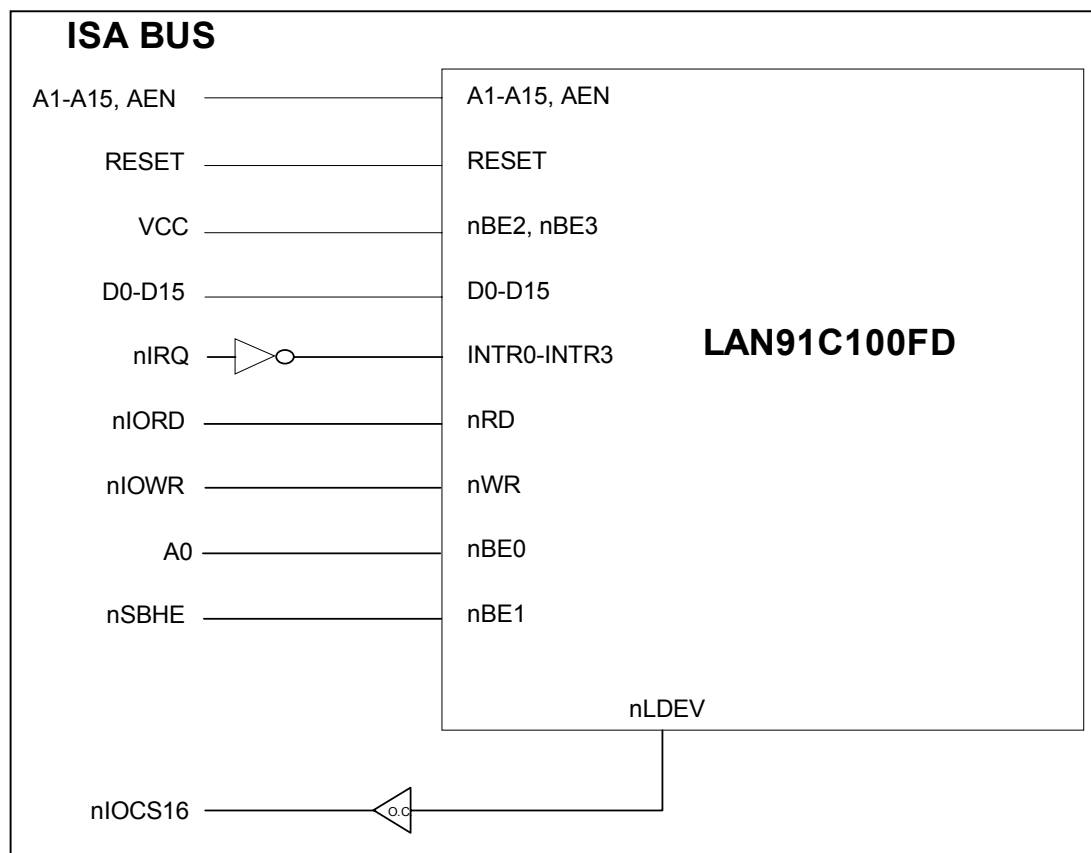 ISA BUS
A1-A15, AEN A1-A15, AEN
RESET RESET
VCC nBE2, nBE3
D0-D15 D0-D15
nIRQ INTR0-INTR3 LAN91C100FD
nIORD nRD
nIOWR nWR
A0 nBE0
nSBHE nBE1
nLDEV
nIOCS16 O.C